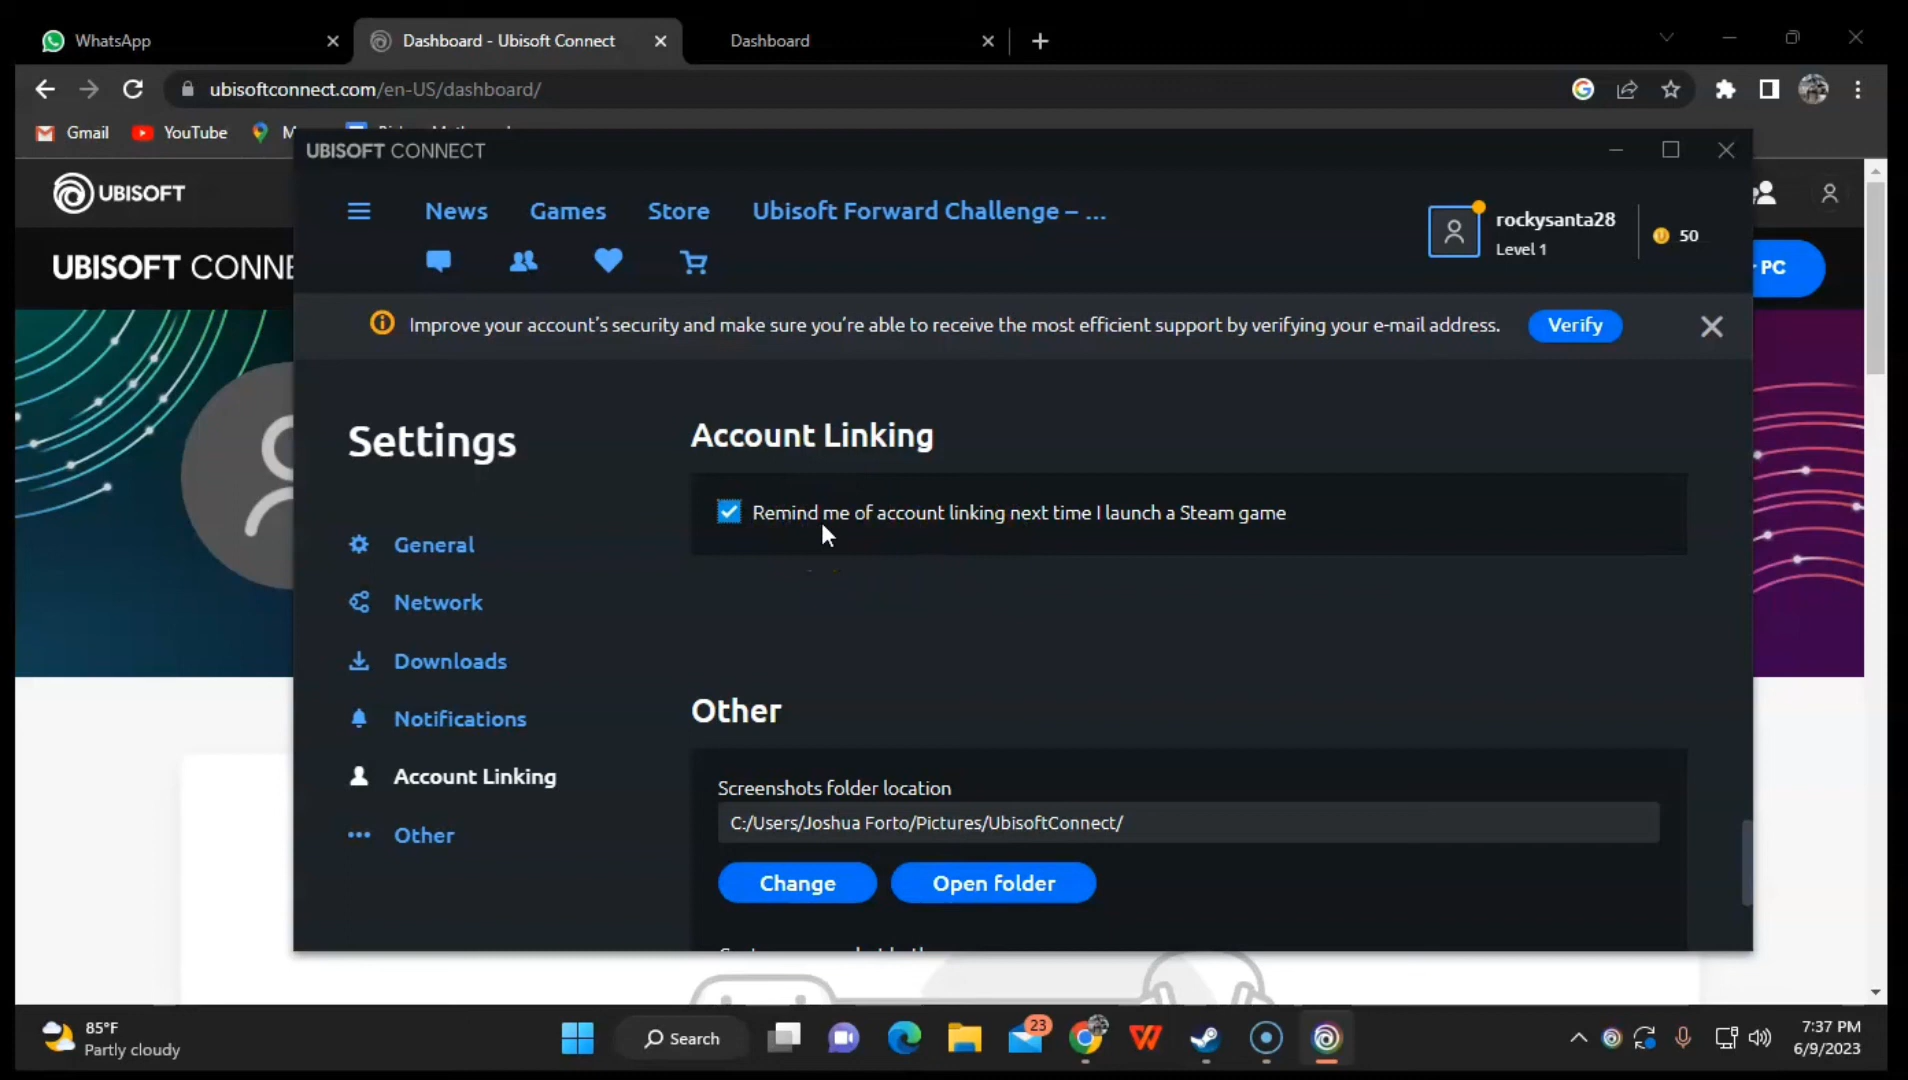 WhatsApp
Dashboard - Ubisoft Connect
Dashboard
ubisoftconnect.com/en-US/dashboard/
Gmail
YouTube
UBISOFT CONNECT
UBISOFT
News
Games
Store
Ubisoft Forward Challenge – ...
rockysanta28
Level 1
50
UBISOFT CONNE
PC
Improve your account's security and make sure you're able to receive the most efficient support by verifying your e-mail address.
Verify
Settings
General
Network
Downloads
Notifications
Account Linking
Other
Account Linking
Remind me of account linking next time I launch a Steam game
Other
Screenshots folder location
C:/Users/Joshua Forto/Pictures/UbisoftConnect/
Change
Open folder
85°F
Partly cloudy
Search
23
7:37 PM
6/9/2023